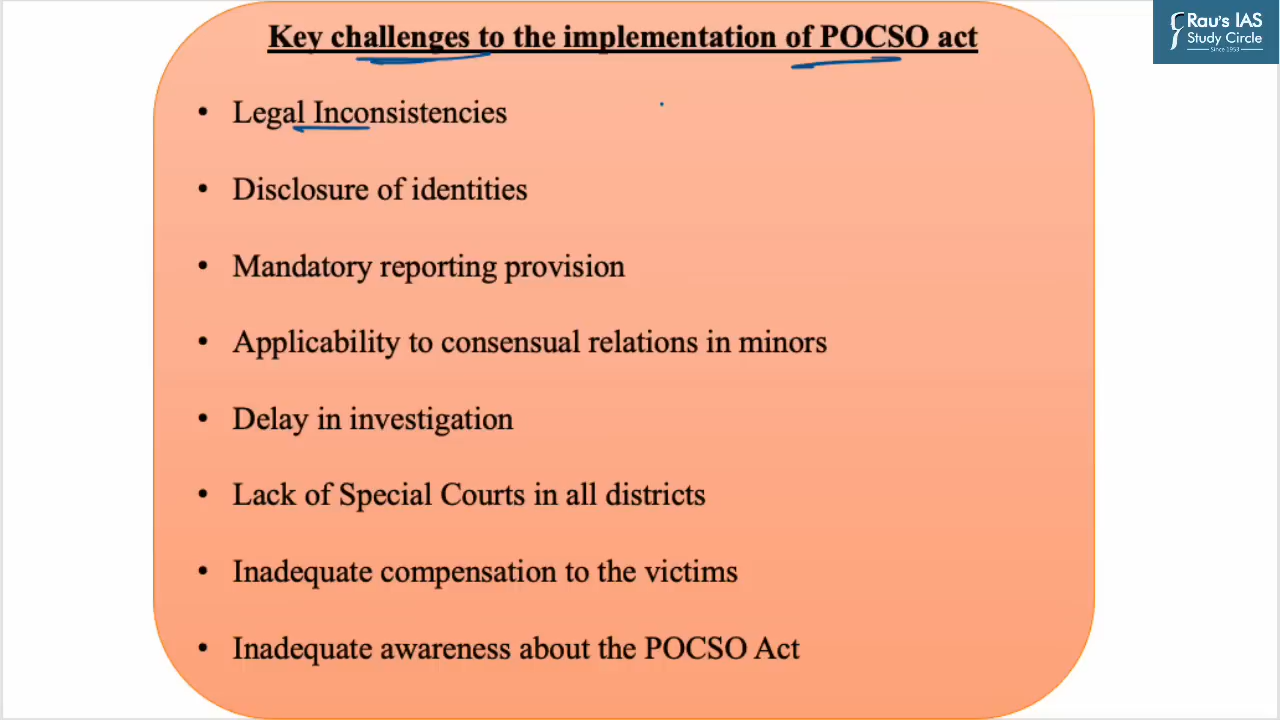 Key challenges to the implementation of POCSO act
Rau's IAS
Study Circle
Since 1953
• Legal Inconsistencies
• Disclosure of identities
• Mandatory reporting provision
• Applicability to consensual relations in minors
• Delay in investigation
• Lack of Special Courts in all districts
• Inadequate compensation to the victims
• Inadequate awareness about the POCSO Act